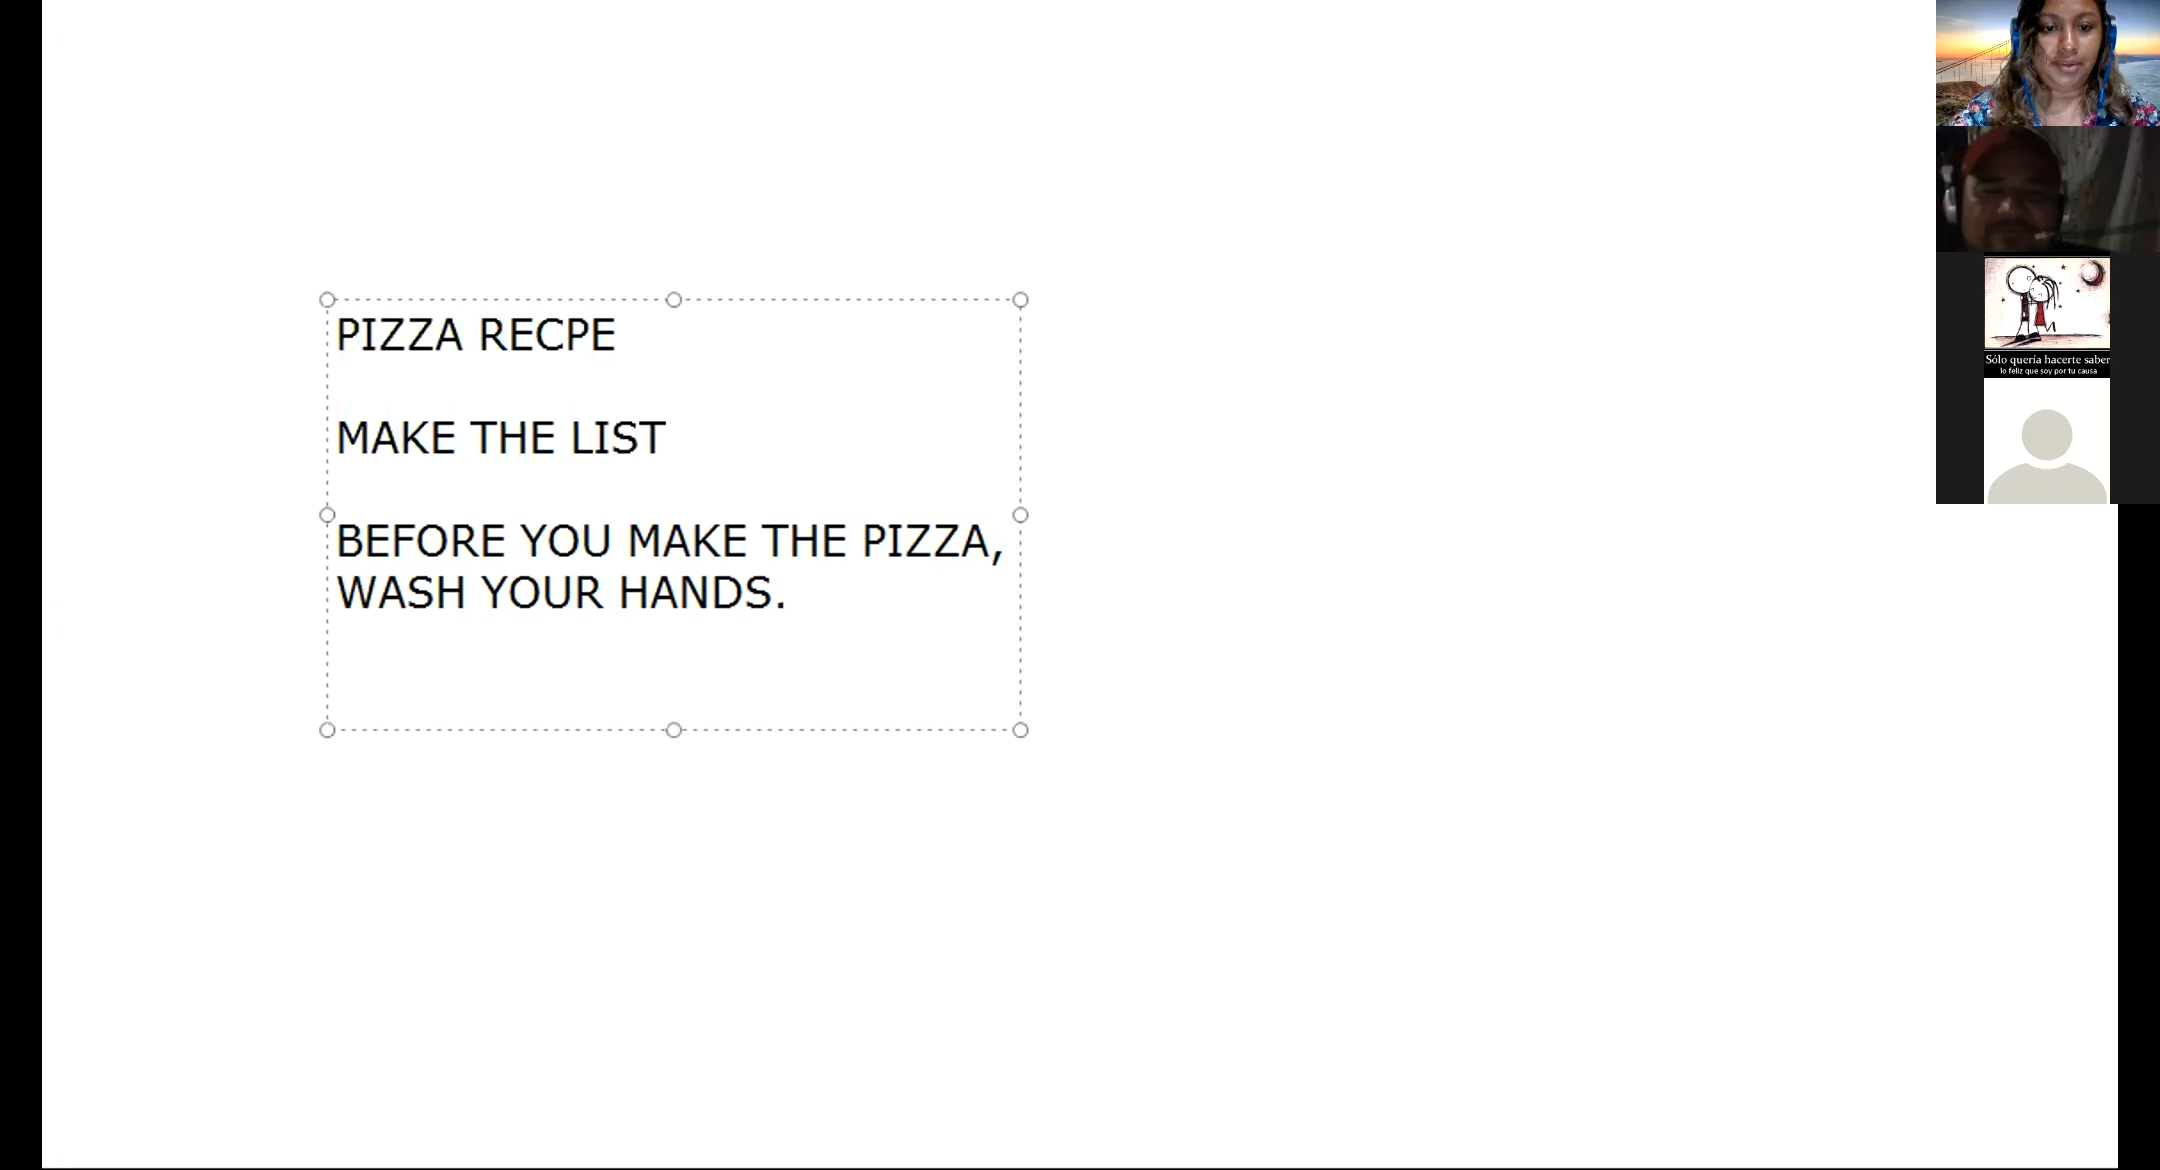 PIZZA RECPE
MAKE THE LIST
BEFORE YOU MAKE THE PIZZA,
WASH YOUR HANDS.
Sólo quería hacerte saber
lo feliz que soy por tu causa